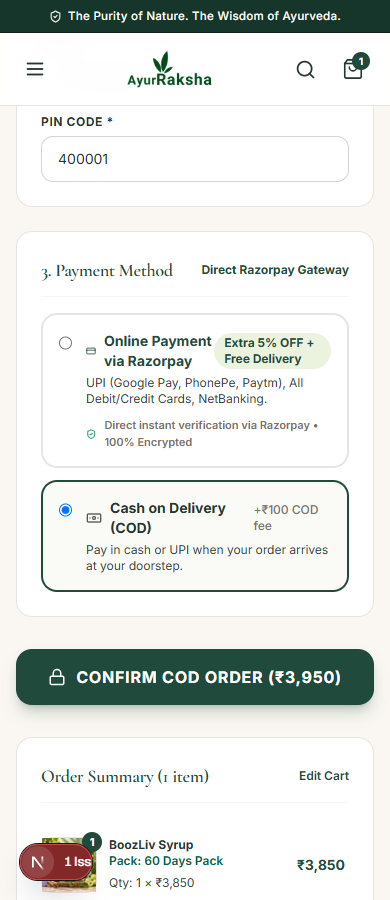 The Purity of Nature. The Wisdom of Ayurveda.
AyurRaksha
1
PIN CODE *
400001
3. Payment Method
Direct Razorpay Gateway
Online Payment via Razorpay
Extra 5% OFF + Free Delivery
UPI (Google Pay, PhonePe, Paytm), All
Debit/Credit Cards, NetBanking.
Direct instant verification via Razorpay •
100% Encrypted
Cash on Delivery (COD)
+₹100 COD fee
Pay in cash or UPI when your order arrives
at your doorstep.
CONFIRM COD ORDER (₹3,950)
Order Summary (1 item)
Edit Cart
1
N
1 Iss
BoozLiv Syrup
Pack: 60 Days Pack
Qty: 1 × ₹3,950
₹3,950